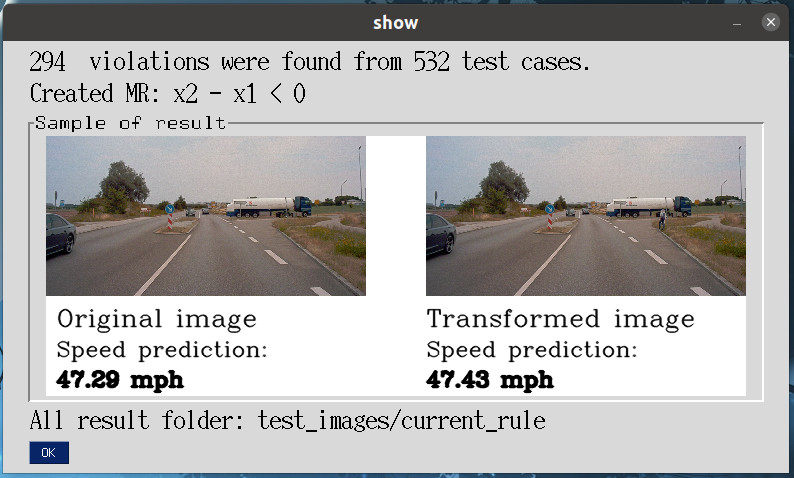 show
294 violations were found from 532 test cases.
Created MR: x2 - x1 < 0
Sample of result
Original image
Speed prediction:
47.29 mph
Transformed image
Speed prediction:
47.43 mph
All result folder: test_images/current_rule
OK